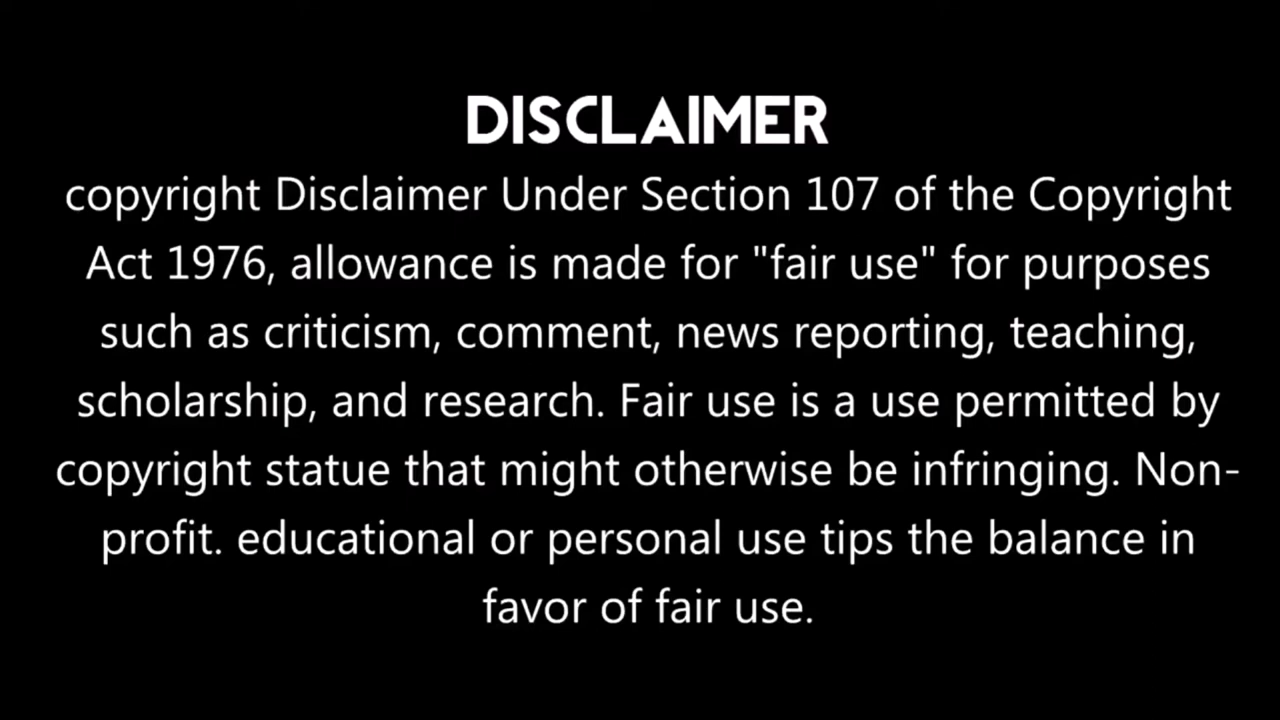 DISCLAIMER
copyright Disclaimer Under Section 107 of the Copyright
Act 1976, allowance is made for "fair use" for purposes
such as criticism, comment, news reporting, teaching,
scholarship, and research. Fair use is a use permitted by
copyright statue that might otherwise be infringing. Non-
profit. educational or personal use tips the balance in
favor of fair use.